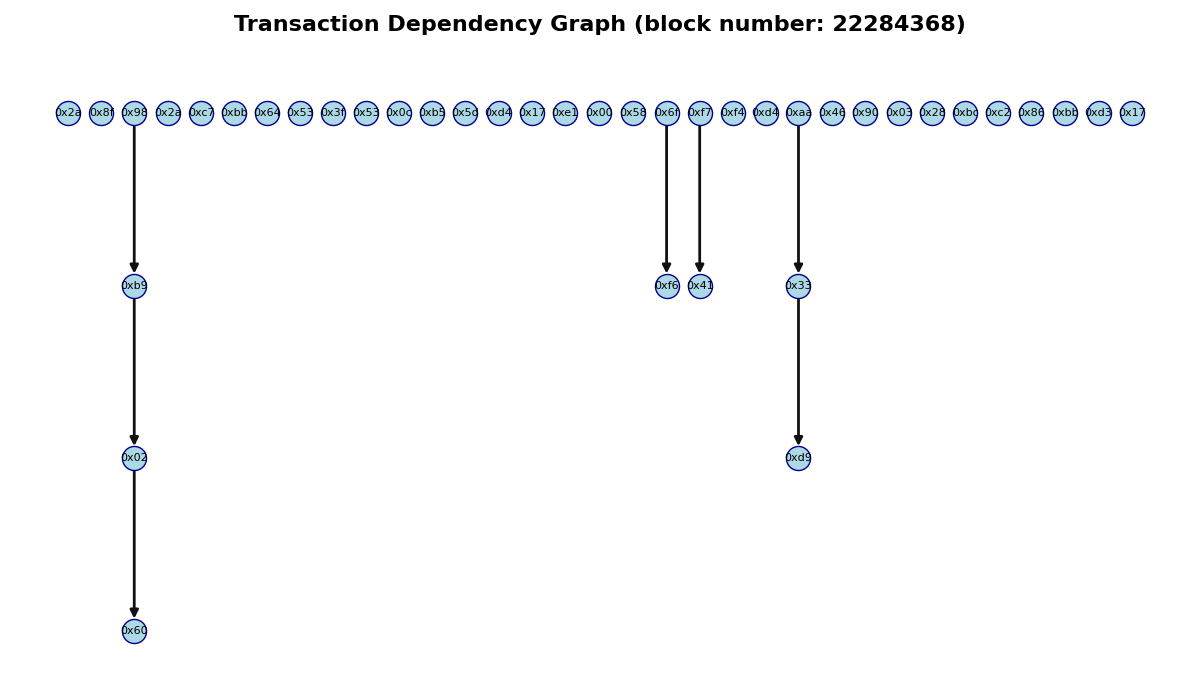 Transaction Dependency Graph (block number: 22284368)
0x2a 0x8f 0x98 0x2a 0xc7 0xbb 0x64 0x53 0x3f 0x53 0x0c 0xb5 0x5d 0xd4 0x17 0xe1 0x00 0x58 0x6f 0xf7 0xf4 0xd4 0xaa 0x46 0x90 0x03 0x28 0xbc 0xc2 0x86 0xbb 0xd3 0x17
0xb9 0xf6 0x41 0x33
0x02 0xd9
0x60